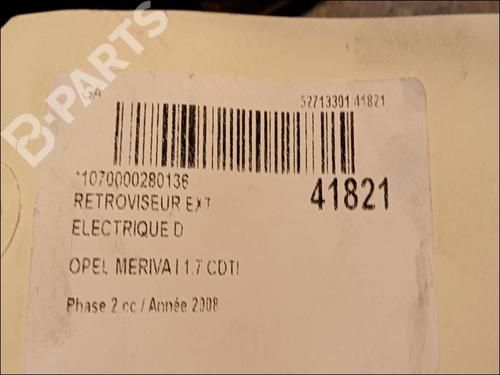 GA
52713301 41821
*1070000280136
41821
RETROVISEUR EXT
ELECTRIQUE D
OPEL MERIVA I 1.7 CDTI
Phase 2 cc / Année 2008
B-PARTS